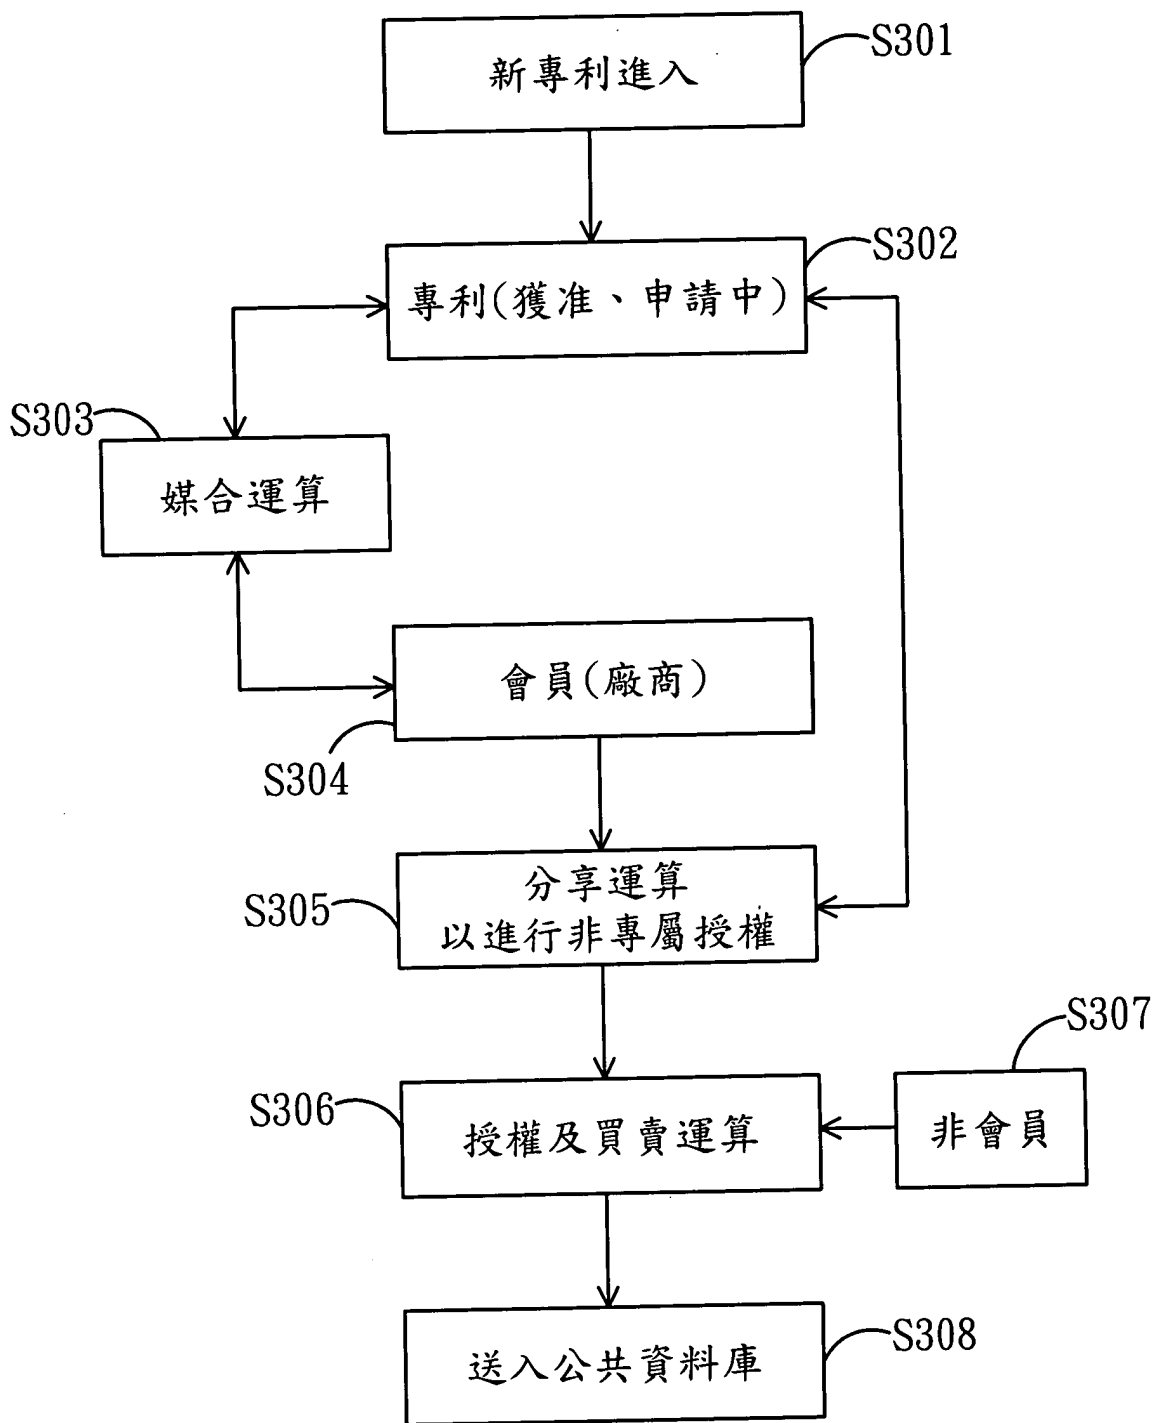 新專利進入
S301
專利(獲准、申請中)
S302
S303
媒合運算
會員(廠商)
S304
分享運算
以進行非專屬授權
S305
S306
授權及買賣運算
S307
非會員
送入公共資料庫
S308